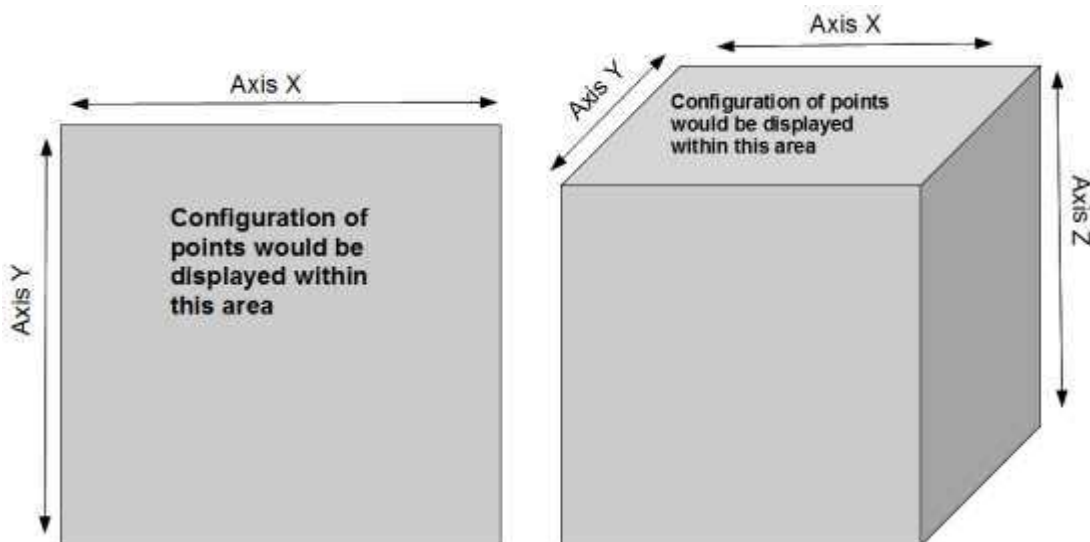 Axis X
Axis Y
Configuration of
points would be
displayed within
this area
Axis X
Axis Y
Configuration of points
would be displayed
within this area
Axis Z